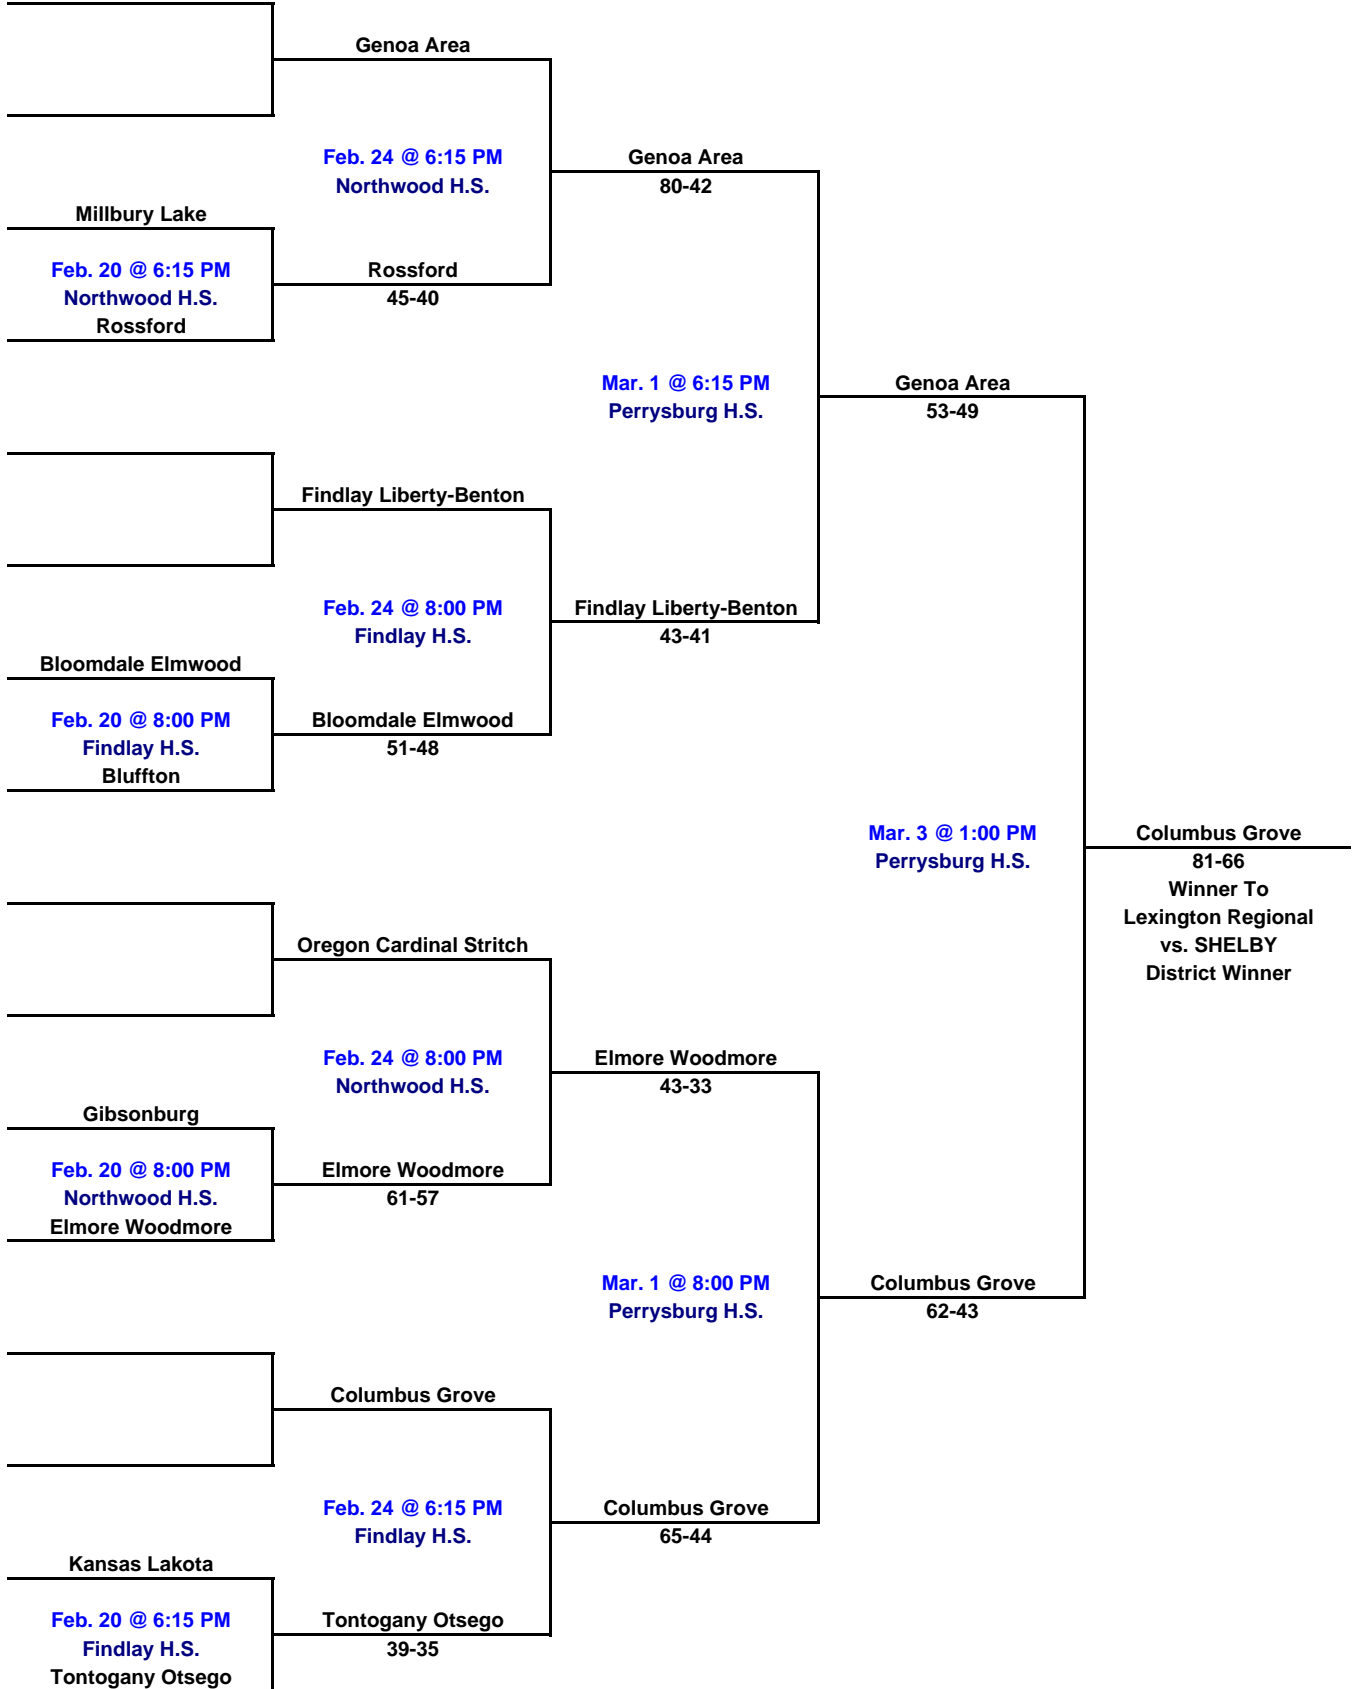 Genoa Area
Feb. 24 @ 6:15 PM
Northwood H.S.
Genoa Area
80-42
Millbury Lake
Feb. 20 @ 6:15 PM
Northwood H.S.
Rossford
Rossford
45-40
Mar. 1 @ 6:15 PM
Perrysburg H.S.
Genoa Area
53-49
Findlay Liberty-Benton
Feb. 24 @ 8:00 PM
Findlay H.S.
Findlay Liberty-Benton
43-41
Bloomdale Elmwood
Feb. 20 @ 8:00 PM
Findlay H.S.
Bluffton
Bloomdale Elmwood
51-48
Mar. 3 @ 1:00 PM
Perrysburg H.S.
Columbus Grove
81-66
Winner To
Lexington Regional
vs. SHELBY
District Winner
Oregon Cardinal Stritch
Feb. 24 @ 8:00 PM
Northwood H.S.
Elmore Woodmore
43-33
Gibsonburg
Feb. 20 @ 8:00 PM
Northwood H.S.
Elmore Woodmore
Elmore Woodmore
61-57
Mar. 1 @ 8:00 PM
Perrysburg H.S.
Columbus Grove
62-43
Columbus Grove
Feb. 24 @ 6:15 PM
Findlay H.S.
Columbus Grove
65-44
Kansas Lakota
Feb. 20 @ 6:15 PM
Findlay H.S.
Tontogany Otsego
Tontogany Otsego
39-35